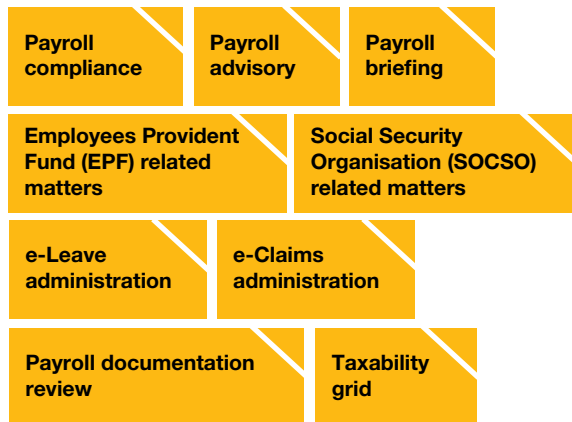 Payroll
compliance
Payroll
advisory
Payroll
briefing
Employees Provident
Fund (EPF) related
matters
Social Security
Organisation (SOCSO)
related matters
e-Leave
administration
e-Claims
administration
Payroll documentation
review
Taxability
grid